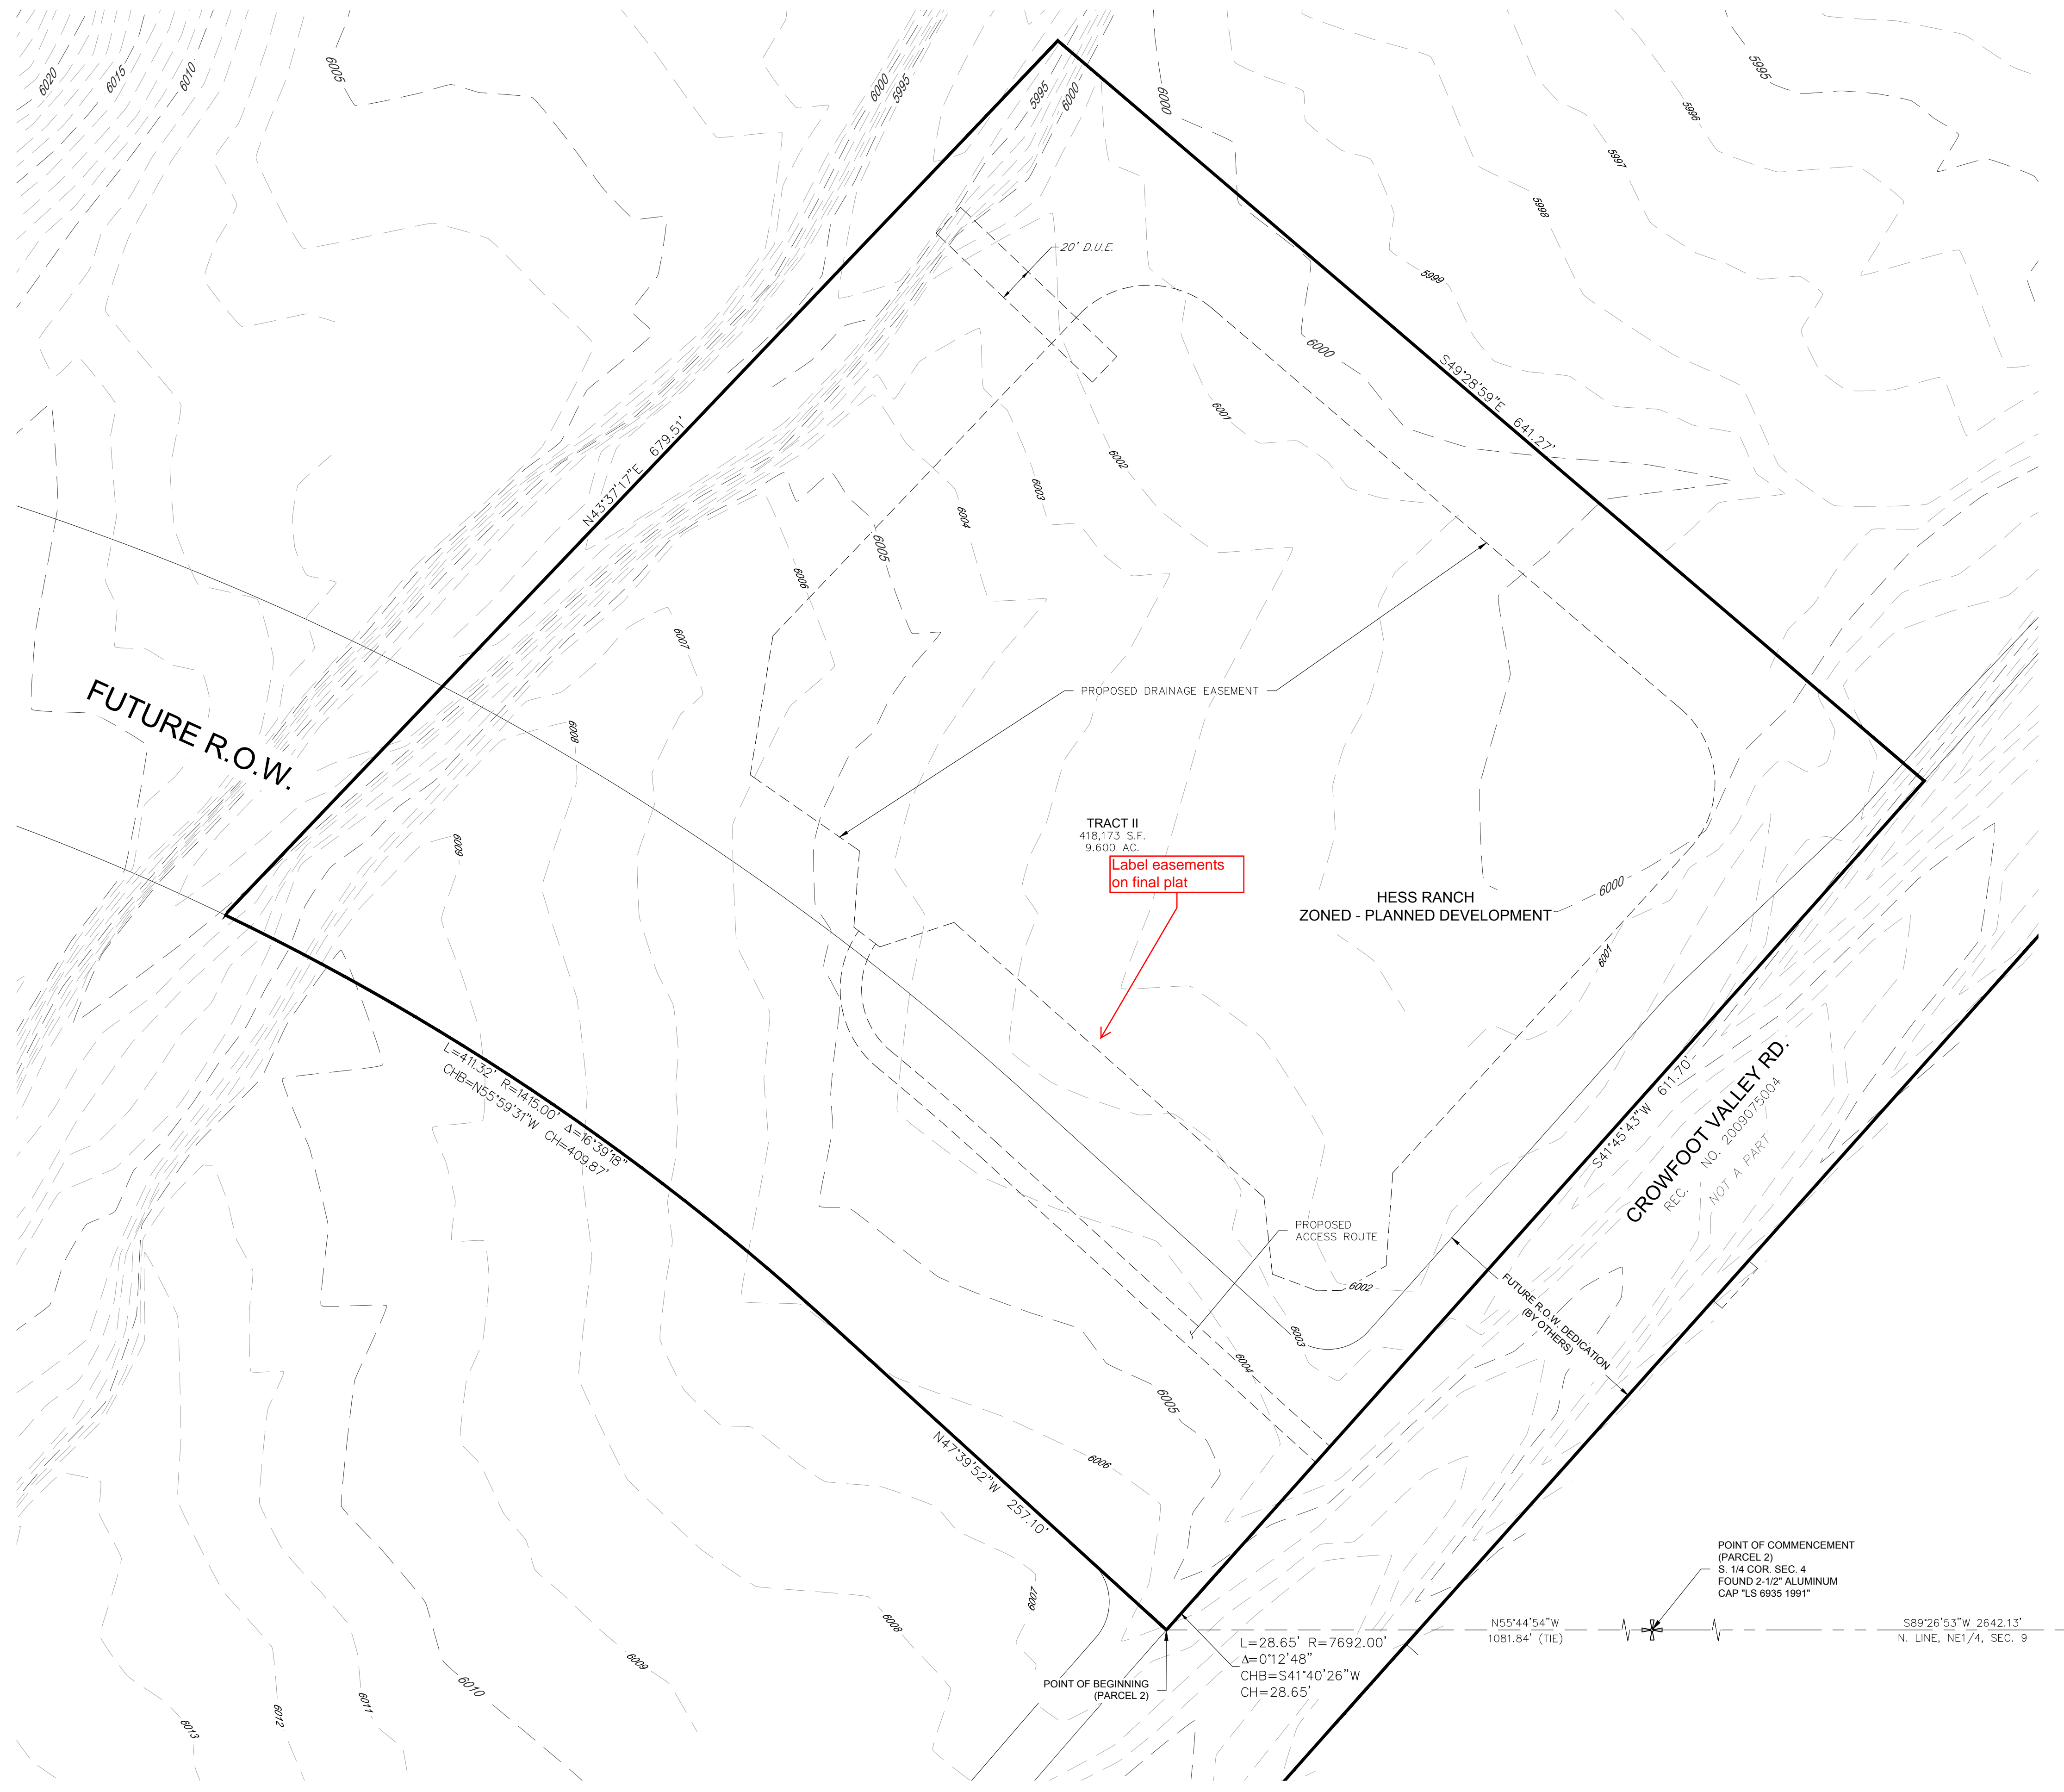 6020
6015
6010
6005
6000
5995
5995
6000
6000
5995
5996
5997
5998
5999
20' D.U.E.
6000
S49°28'59"E 641.27'
6001
6002
6003
6004
6005
6006
N43°37'17"E 679.51'
6007
6008
6009
FUTURE R.O.W.
PROPOSED DRAINAGE EASEMENT
TRACT II
418,173 S.F.
9.600 AC.
Label easements
on final plat
HESS RANCH
ZONED - PLANNED DEVELOPMENT
6000
6001
L=411.32' R=1415.00' Δ=16°39'18"
CHB=N55°59'31"W CH=409.87'
S41°45'43"W 611.70'
CROWFOOT VALLEY RD.
REC. NO. 2009075004
NOT A PART
PROPOSED
ACCESS ROUTE
6002
6003
6004
6005
6006
FUTURE R.O.W. DEDICATION
(BY OTHERS)
N47°39'52"W 257.10'
6007
6008
6009
6010
6011
6012
6013
POINT OF COMMENCEMENT
(PARCEL 2)
S. 1/4 COR. SEC. 4
FOUND 2-1/2" ALUMINUM
CAP "LS 6935 1991"
N55°44'54"W
1081.84' (TIE)
S89°26'53"W 2642.13'
N. LINE, NE1/4, SEC. 9
L=28.65' R=7692.00'
Δ=0°12'48"
CHB=S41°40'26"W
CH=28.65'
POINT OF BEGINNING
(PARCEL 2)